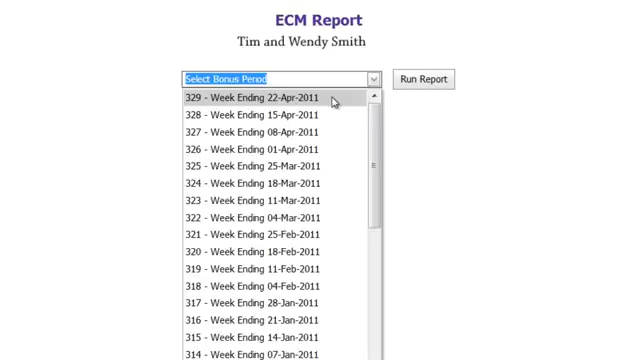 ECM Report
Tim and Wendy Smith
Select Bonus Period
Run Report
329 - Week Ending 22-Apr-2011
328 - Week Ending 15-Apr-2011
327 - Week Ending 08-Apr-2011
326 - Week Ending 01-Apr-2011
325 - Week Ending 25-Mar-2011
324 - Week Ending 18-Mar-2011
323 - Week Ending 11-Mar-2011
322 - Week Ending 04-Mar-2011
321 - Week Ending 25-Feb-2011
320 - Week Ending 18-Feb-2011
319 - Week Ending 11-Feb-2011
318 - Week Ending 04-Feb-2011
317 - Week Ending 28-Jan-2011
316 - Week Ending 21-Jan-2011
315 - Week Ending 14-Jan-2011
314 - Week Ending 07-Jan-2011